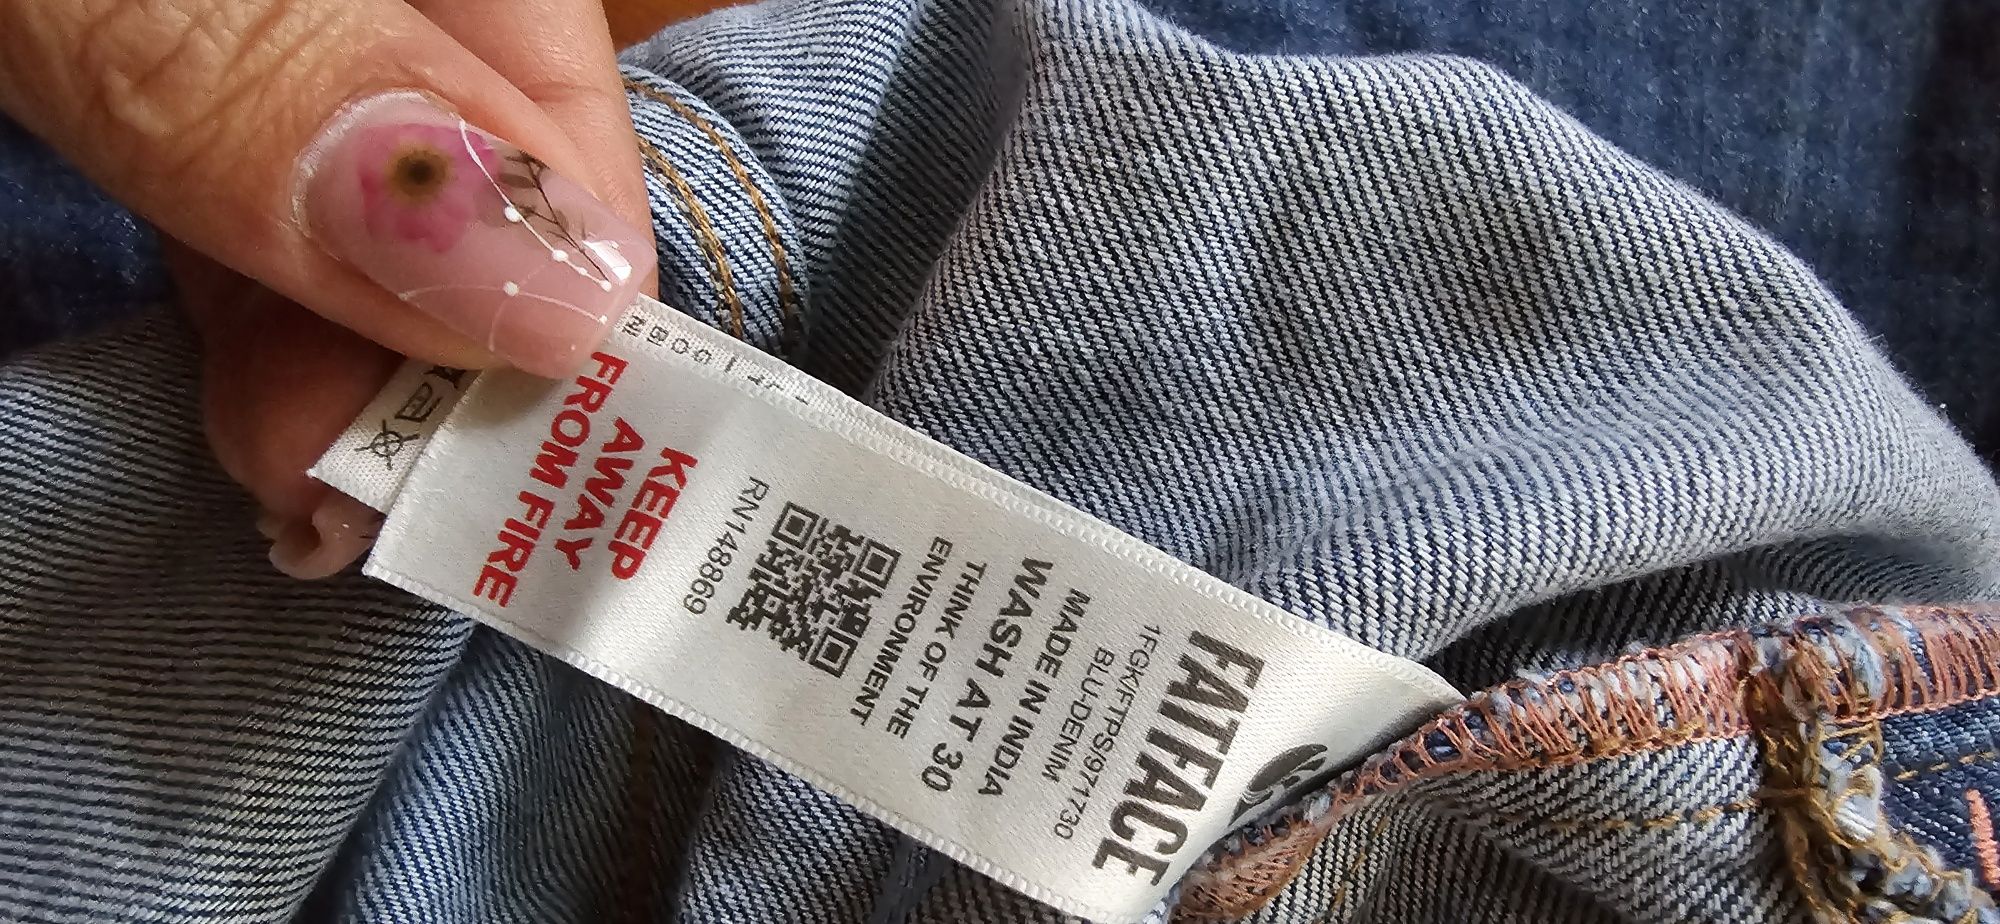 FATFACE
1FGK/FTPS/971730
BLU-DENIM
MADE IN INDIA
WASH AT 30
THINK OF THE
ENVIRONMENT
RN148869
KEEP
AWAY
FROM FIRE